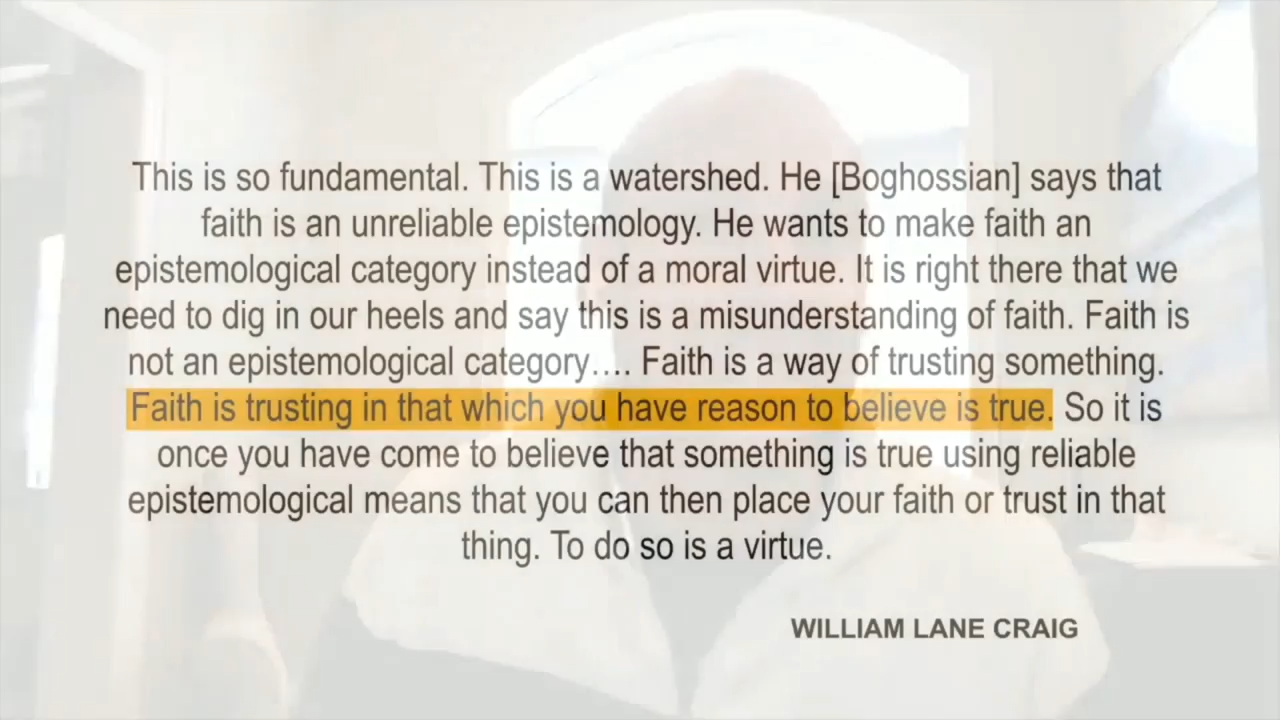 This is so fundamental. This is a watershed. He [Boghossian] says that
faith is an unreliable epistemology. He wants to make faith an
epistemological category instead of a moral virtue. It is right there that we
need to dig in our heels and say this is a misunderstanding of faith. Faith is
not an epistemological category…. Faith is a way of trusting something.
Faith is trusting in that which you have reason to believe is true. So it is
once you have come to believe that something is true using reliable
epistemological means that you can then place your faith or trust in that
thing. To do so is a virtue.
WILLIAM LANE CRAIG